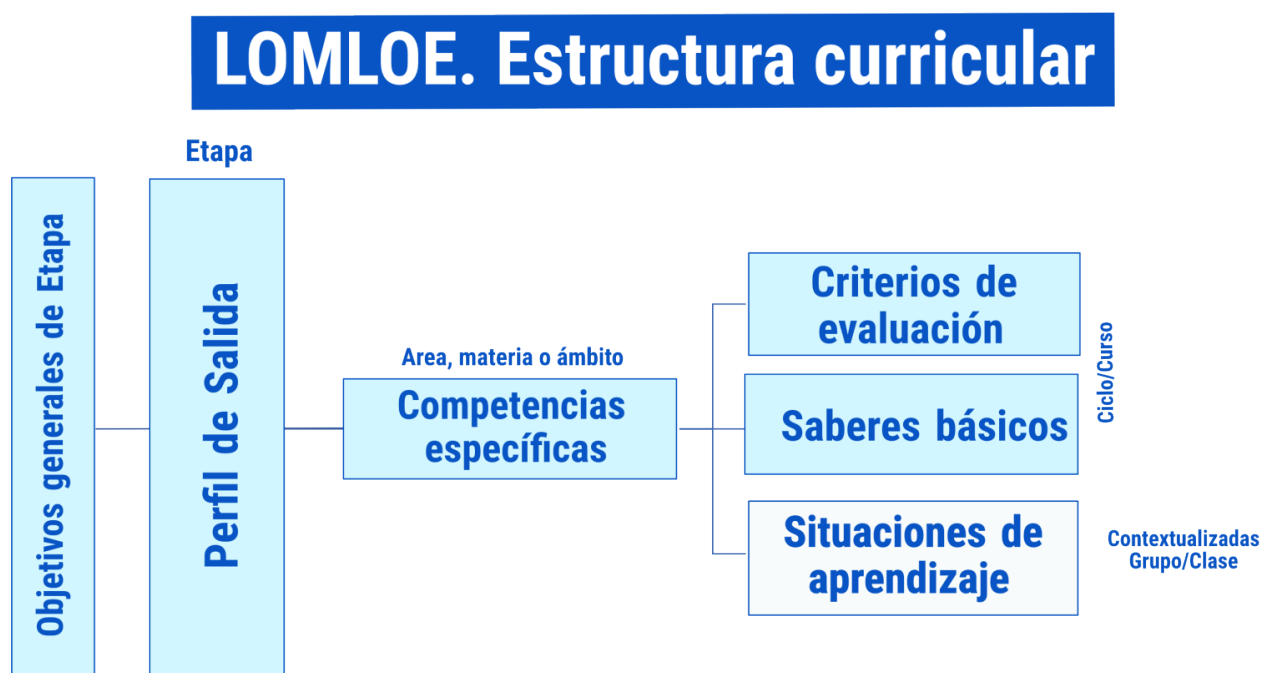 LOMLOE. Estructura curricular
Etapa
Objetivos generales de Etapa
Perfil de Salida
Area, materia o ámbito
Competencias
específicas
Criterios de
evaluación
Saberes básicos
Ciclo/Curso
Situaciones de
aprendizaje
Contextualizadas
Grupo/Clase